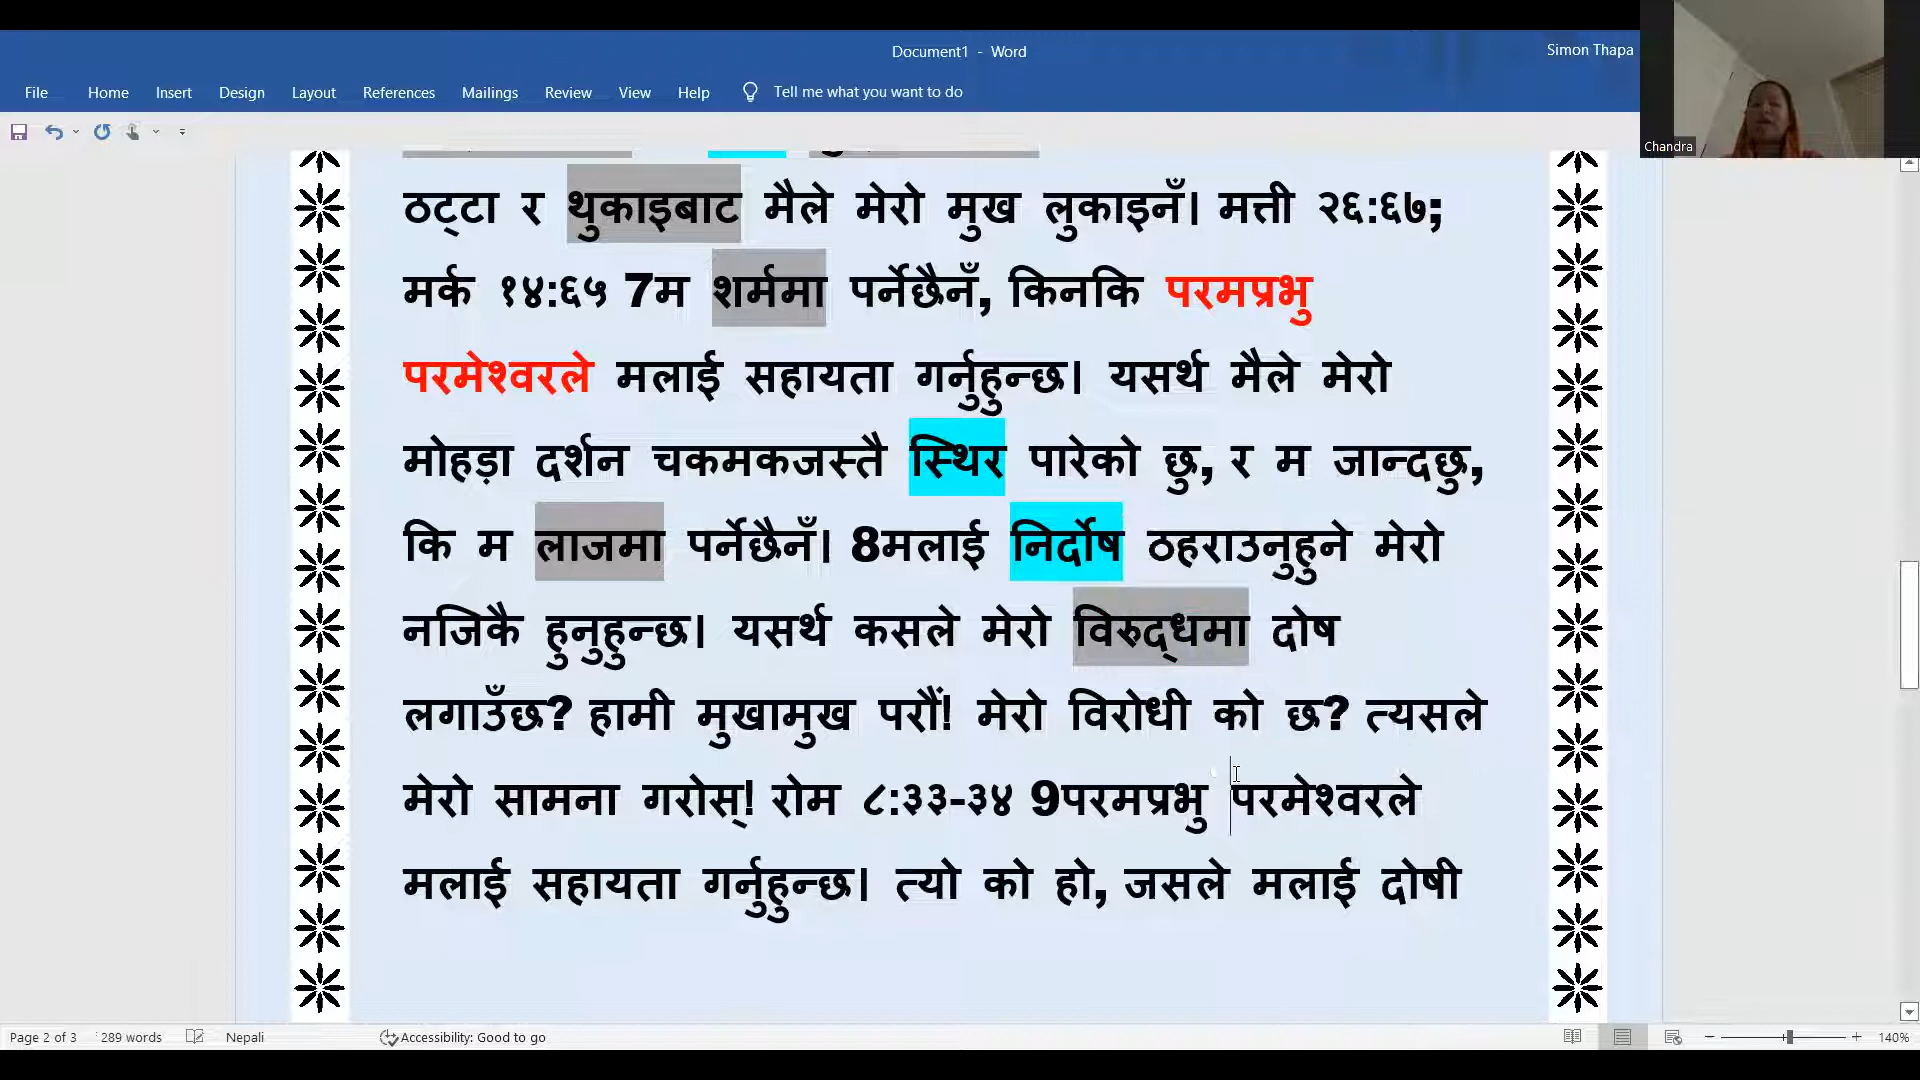 Document1 - Word
Simon Thapa
File Home Insert Design Layout References Mailings Review View Help Tell me what you want to do
Chandra
ठट्टा र थुकाइबाट मैले मेरो मुख लुकाइनँ। मत्ती २६:६७;
मर्क १४:६५ 7म शर्ममा पर्नेछैनँ, किनकि परमप्रभु
परमेश्वरले मलाई सहायता गर्नुहुन्छ। यसर्थ मैले मेरो
मोहड़ा दर्शन चकमकजस्तै स्थिर पारेको छु, र म जान्दछु,
कि म लाजमा पर्नेछैनँ। 8मलाई निर्दोष ठहराउनुहुने मेरो
नजिकै हुनुहुन्छ। यसर्थ कसले मेरो विरुद्धमा दोष
लगाउँछ? हामी मुखामुख परौं! मेरो विरोधी को छ? त्यसले
मेरो सामना गरोस्! रोम ८:३३-३४ 9परमप्रभु परमेश्वरले
मलाई सहायता गर्नुहुन्छ। त्यो को हो, जसले मलाई दोषी
Page 2 of 3 289 words Nepali Accessibility: Good to go 140%